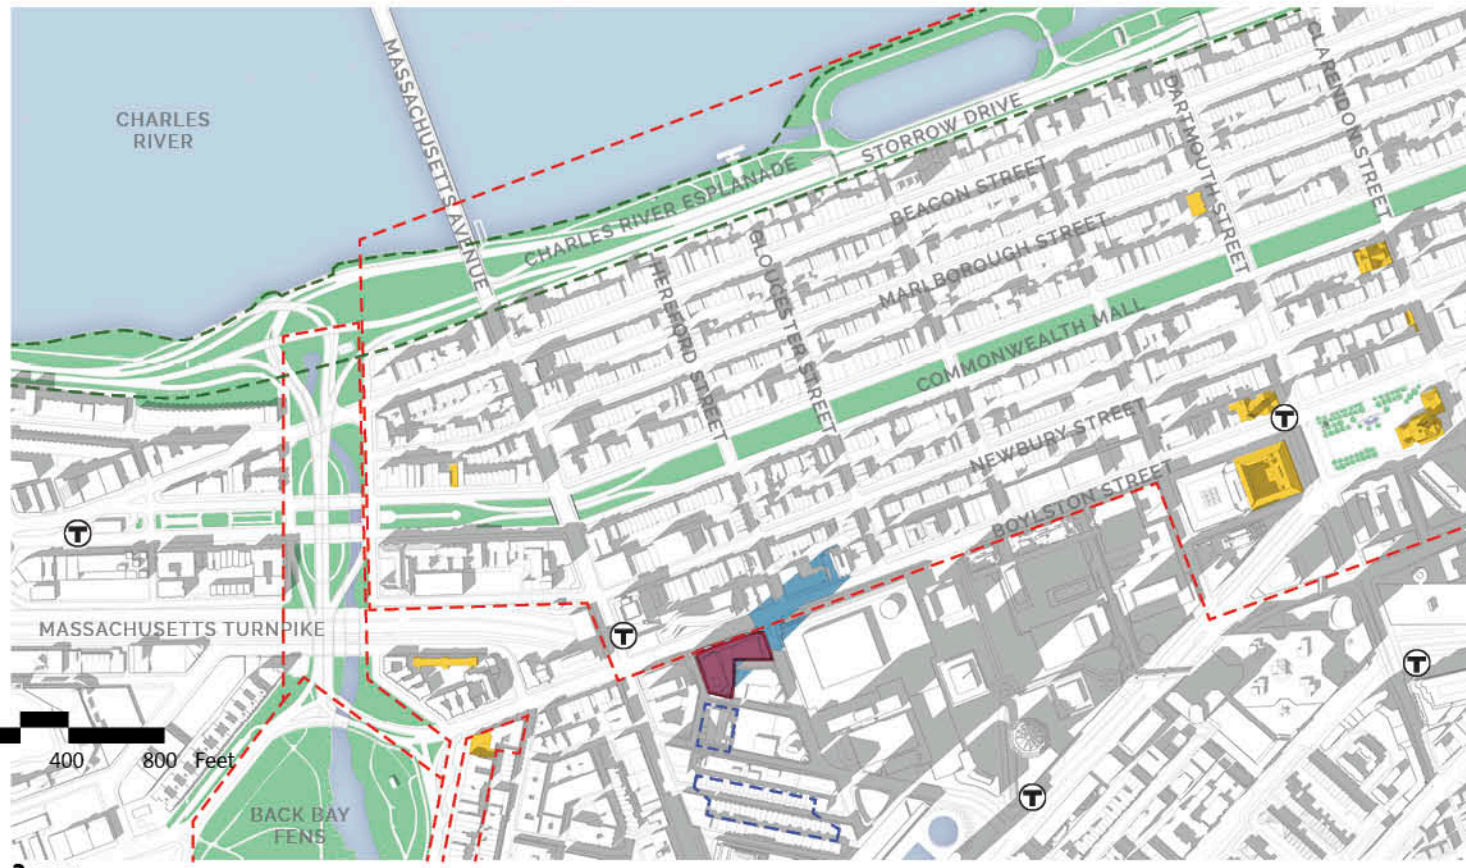 CHARLES
RIVER
MASSACHUSETTS AVENUE
CHARLES RIVER ESPLANADE
STORROW DRIVE
CLARENDON STREET
DARTMOUTH STREET
BEACON STREET
MARLBOROUGH STREET
GLOUCESTER STREET
HEREFORD STREET
COMMONWEALTH MALL
NEWBURY STREET
BOYLSTON STREET
T
T
T
T
T
MASSACHUSETTS TURNPIKE
400 800 Feet
BACK BAY
FENS